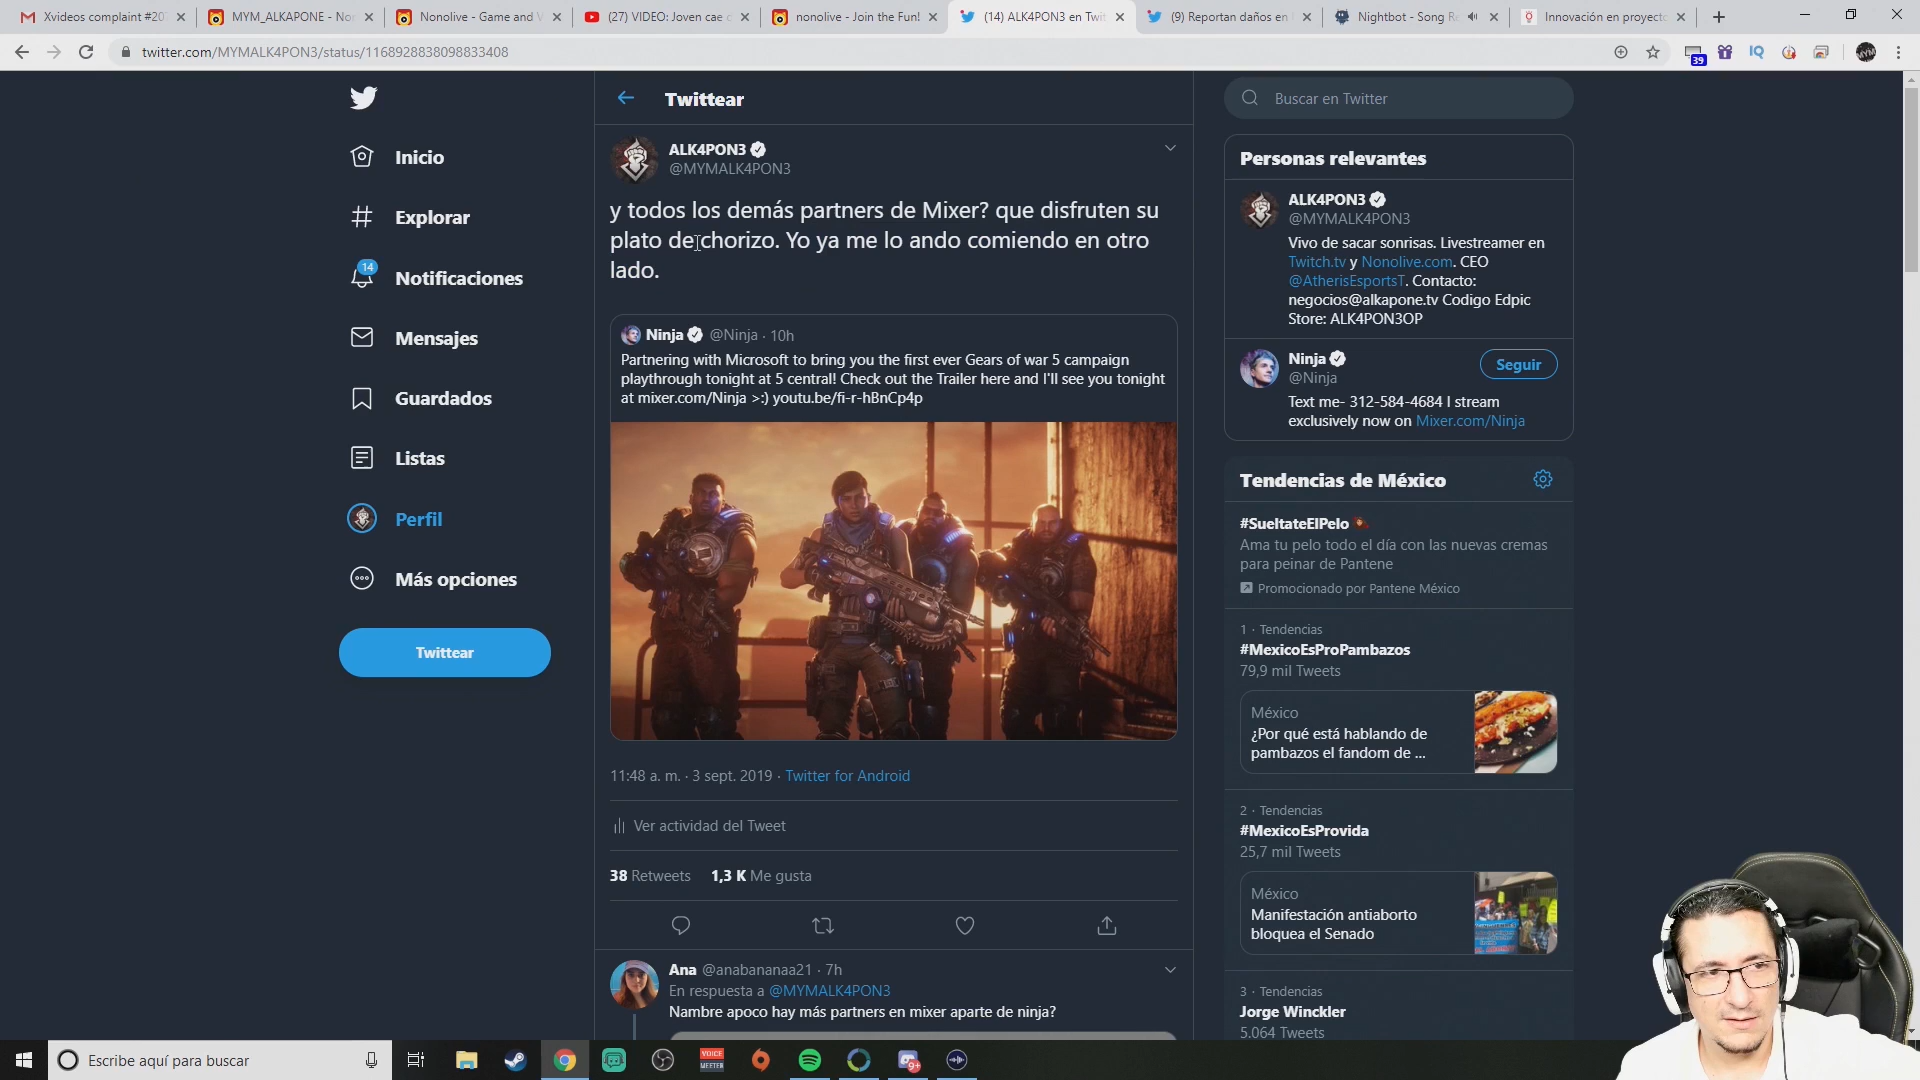 Xvideos complaint #20
MYM_ALKAPONE - No
Nonolive - Game and V
(27) VIDEO: Joven cae d
nonolive - Join the Fun!
(14) ALK4PON3 en Twit
(9) Reportan daños en
Nightbot - Song R
Innovación en proyecto
twitter.com/MYMALK4PON3/status/1168928838098833408
39
IQ
Inicio
Explorar
14
Notificaciones
Mensajes
Guardados
Listas
Perfil
Más opciones
Twittear
Twittear
ALK4PON3
@MYMALK4PON3
y todos los demás partners de Mixer? que disfruten su
plato de chorizo. Yo ya me lo ando comiendo en otro
lado.
Ninja @Ninja · 10h
Partnering with Microsoft to bring you the first ever Gears of war 5 campaign
playthrough tonight at 5 central! Check out the Trailer here and I'll see you tonight
at mixer.com/Ninja >:) youtu.be/fi-r-hBnCp4p
11:48 a. m. · 3 sept. 2019 · Twitter for Android
Ver actividad del Tweet
38 Retweets 1,3 K Me gusta
Ana @anabananaa21 · 7h
En respuesta a @MYMALK4PON3
Nambre apoco hay más partners en mixer aparte de ninja?
Buscar en Twitter
Personas relevantes
ALK4PON3
@MYMALK4PON3
Vivo de sacar sonrisas. Livestreamer en
Twitch.tv y Nonolive.com. CEO
@AtherisEsportsT. Contacto:
negocios@alkapone.tv Codigo Edpic
Store: ALK4PON3OP
Ninja
@Ninja
Seguir
Text me- 312-584-4684 I stream
exclusively now on Mixer.com/Ninja
Tendencias de México
#SueltateElPelo
Ama tu pelo todo el día con las nuevas cremas
para peinar de Pantene
Promocionado por Pantene México
1 · Tendencias
#MexicoEsProPambazos
79,9 mil Tweets
México
¿Por qué está hablando de
pambazos el fandom de ...
2 · Tendencias
#MexicoEsProvida
25,7 mil Tweets
México
Manifestación antiaborto
bloquea el Senado
3 · Tendencias
Jorge Winckler
5.064 Tweets
Escribe aquí para buscar
VOICE
MEETER
9+